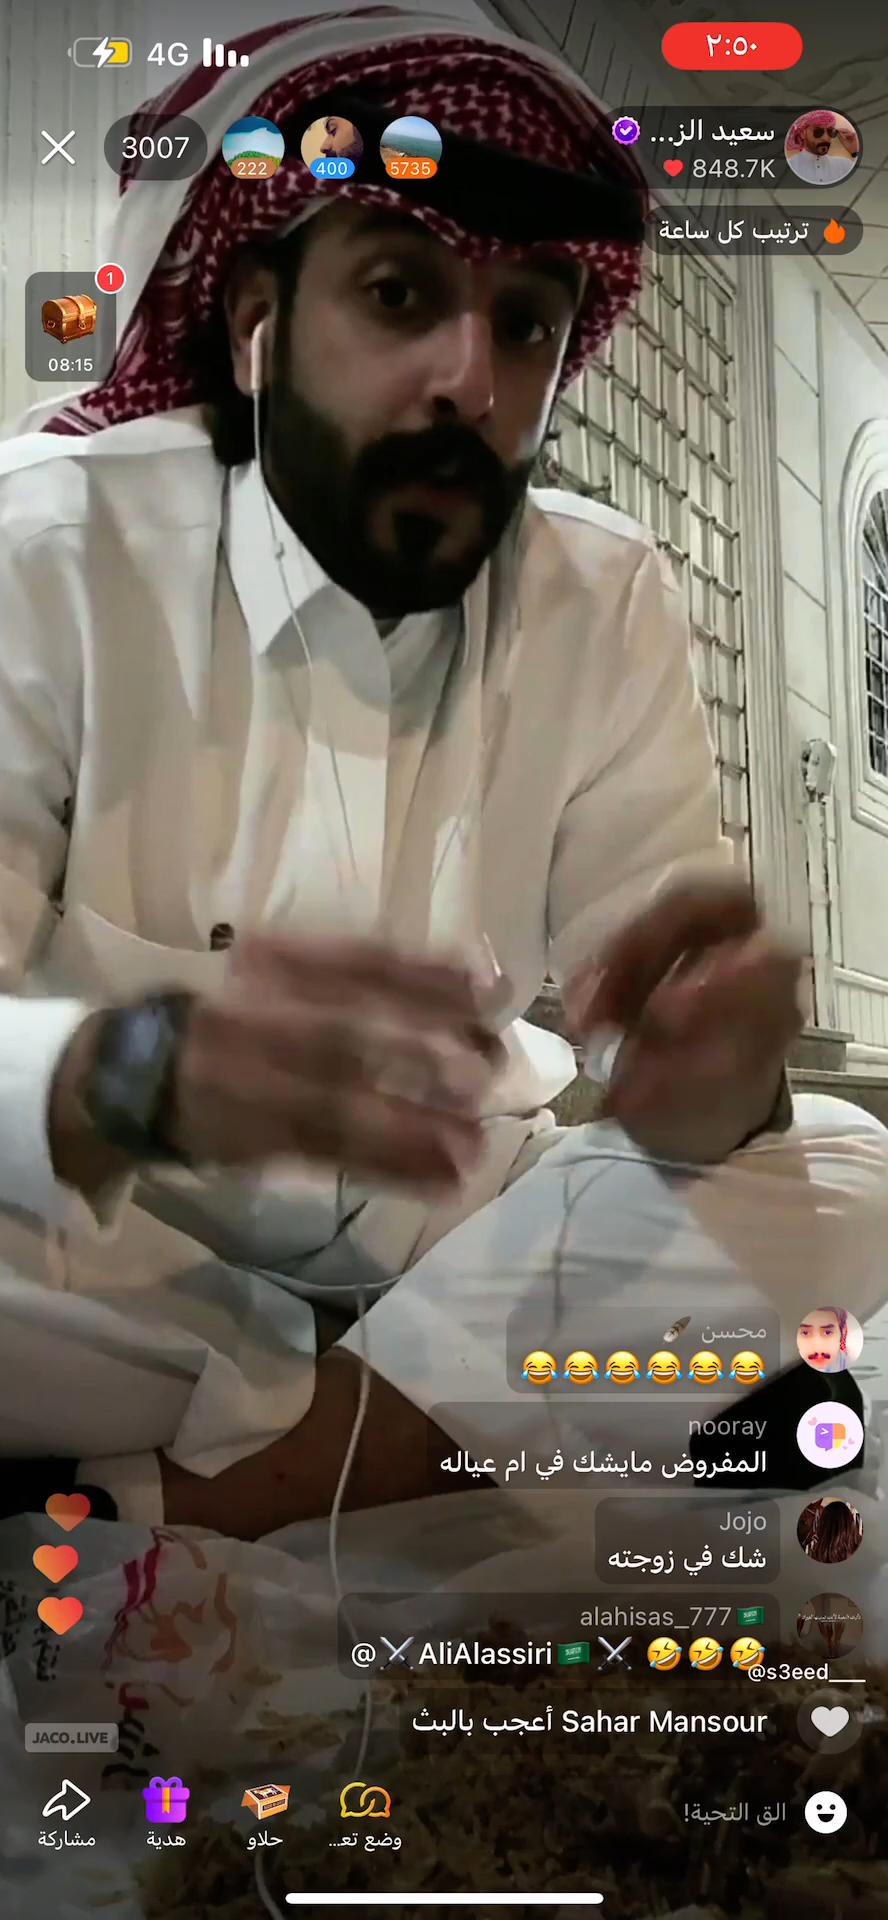 4G
٢:٥٠
3007
222
400
5735
سعيد الز...
848.7K
ترتيب كل ساعة
1
08:15
محسن
😂😂😂😂😂😂
nooray
المفروض مايشك في ام عياله
Jojo
شك في زوجته
alahisas_777🇸🇦
@⚔️AliAlassiri🇸🇦⚔️ 🤣🤣🤣
@s3eed___
Sahar Mansour أعجب بالبث
JACO.LIVE
الق التحية!
وضع تعـ...
حلاو
هدية
مشاركة